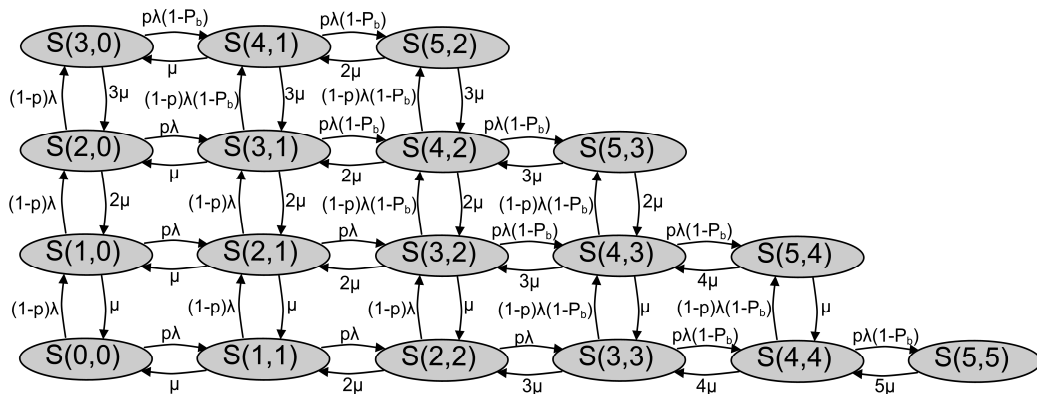 pλ(1-P_b) pλ(1-P_b)
S(3,0) S(4,1) S(5,2)
μ 2μ
(1-p)λ 3μ (1-p)λ(1-P_b) 3μ (1-p)λ(1-P_b) 3μ
pλ pλ(1-P_b) pλ(1-P_b)
S(2,0) S(3,1) S(4,2) S(5,3)
μ 2μ 3μ
(1-p)λ 2μ (1-p)λ 2μ (1-p)λ(1-P_b) 2μ (1-p)λ(1-P_b) 2μ
pλ pλ pλ(1-P_b) pλ(1-P_b)
S(1,0) S(2,1) S(3,2) S(4,3) S(5,4)
μ 2μ 3μ 4μ
(1-p)λ μ (1-p)λ μ (1-p)λ μ (1-p)λ(1-P_b) μ (1-p)λ(1-P_b) μ
pλ pλ pλ pλ(1-P_b) pλ(1-P_b)
S(0,0) S(1,1) S(2,2) S(3,3) S(4,4) S(5,5)
μ 2μ 3μ 4μ 5μ